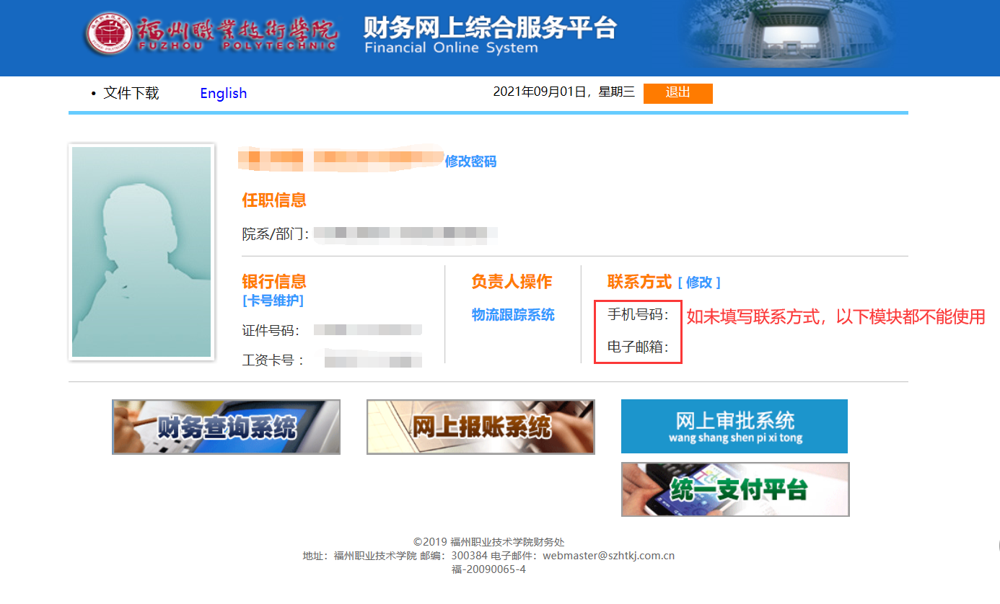 福州職業技術學院
FUZHOU POLYTECHNIC
财务网上综合服务平台
Financial Online System
• 文件下载 English 2021年09月01日，星期三 退出
修改密码
任职信息
院系/部门：
银行信息 负责人操作 联系方式 [ 修改 ]
[卡号维护]
物流跟踪系统
手机号码： 如未填写联系方式，以下模块都不能使用
证件号码：
电子邮箱：
工资卡号 ：
财务查询系统 网上报账系统 网上审批系统
wang shang shen pi xi tong
统一支付平台
©2019 福州职业技术学院财务处
地址：福州职业技术学院 邮编：300384 电子邮件：webmaster@szhtkj.com.cn
福-20090065-4